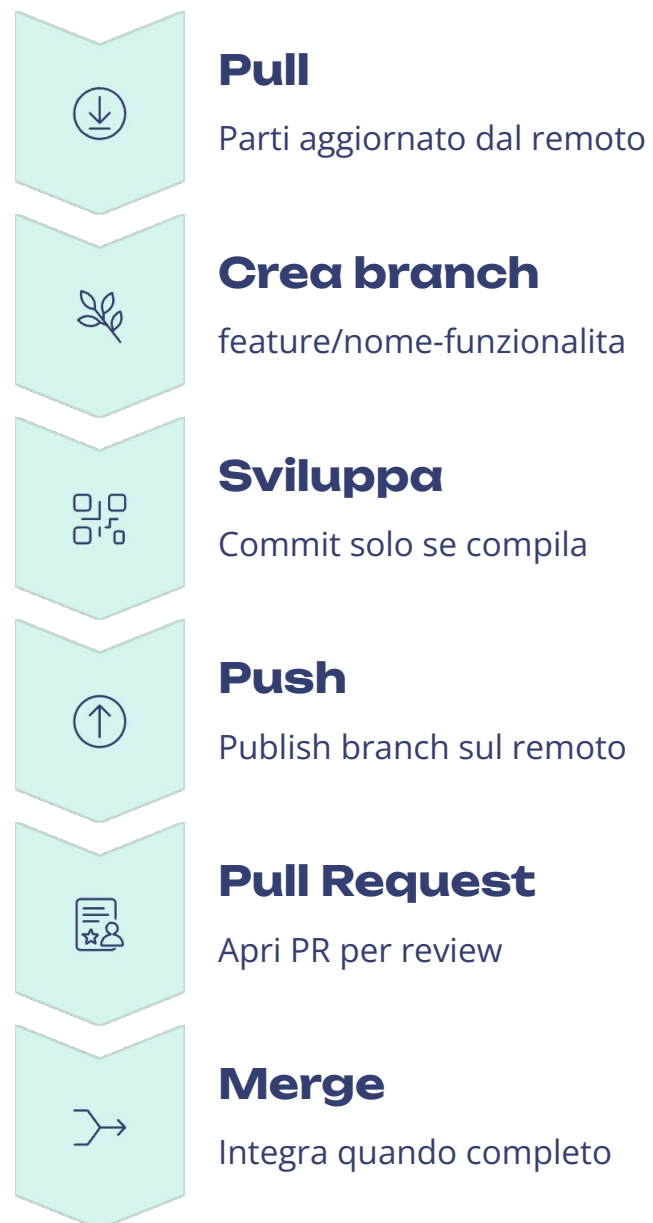 Pull
Parti aggiornato dal remoto
Crea branch
feature/nome-funzionalita
Sviluppa
Commit solo se compila
Push
Publish branch sul remoto
Pull Request
Apri PR per review
Merge
Integra quando completo